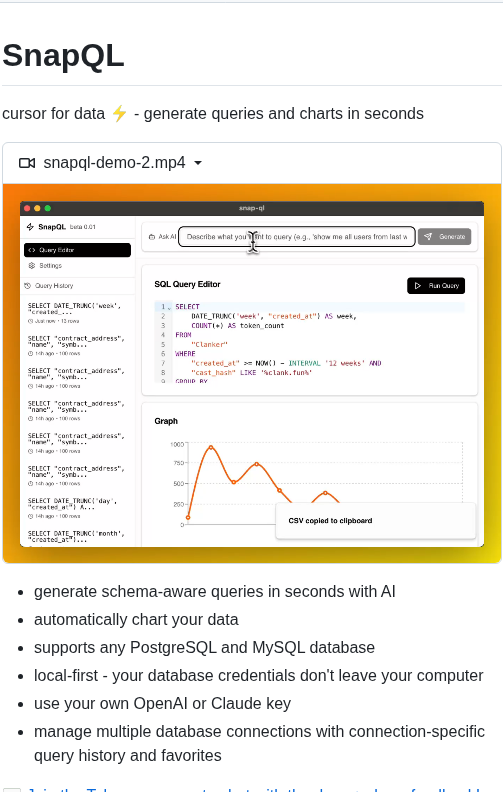 SnapQL
cursor for data ⚡ - generate queries and charts in seconds
snapql-demo-2.mp4
snap-ql
SnapQL beta 0.01
Query Editor
Settings
Query History
SELECT DATE_TRUNC('week',
"created_...
Just now • 13 rows
SELECT "contract_address",
"name", "symb...
14h ago • 100 rows
SELECT "contract_address",
"name", "symb...
14h ago • 100 rows
SELECT "contract_address",
"name", "symb...
14h ago • 100 rows
SELECT "contract_address",
"name", "symb...
14h ago • 100 rows
SELECT "contract_address",
"name", "symb...
14h ago • 100 rows
SELECT DATE_TRUNC('day',
"created_at") A...
14h ago • 100 rows
SELECT DATE_TRUNC('month',
"created_at")...
Ask AI
Describe what you want to query (e.g., 'show me all users from last w
Generate
SQL Query Editor
Run Query
1 SELECT
2 DATE_TRUNC('week', "created_at") AS week,
3 COUNT(*) AS token_count
4 FROM
5 "Clanker"
6 WHERE
7 "created_at" >= NOW() - INTERVAL '12 weeks' AND
8 "cast_hash" LIKE '%clank.fun%'
9 GROUP BY
Graph
1000
750
500
250
0
CSV copied to clipboard
generate schema-aware queries in seconds with AI
automatically chart your data
supports any PostgreSQL and MySQL database
local-first - your database credentials don't leave your computer
use your own OpenAI or Claude key
manage multiple database connections with connection-specific
query history and favorites